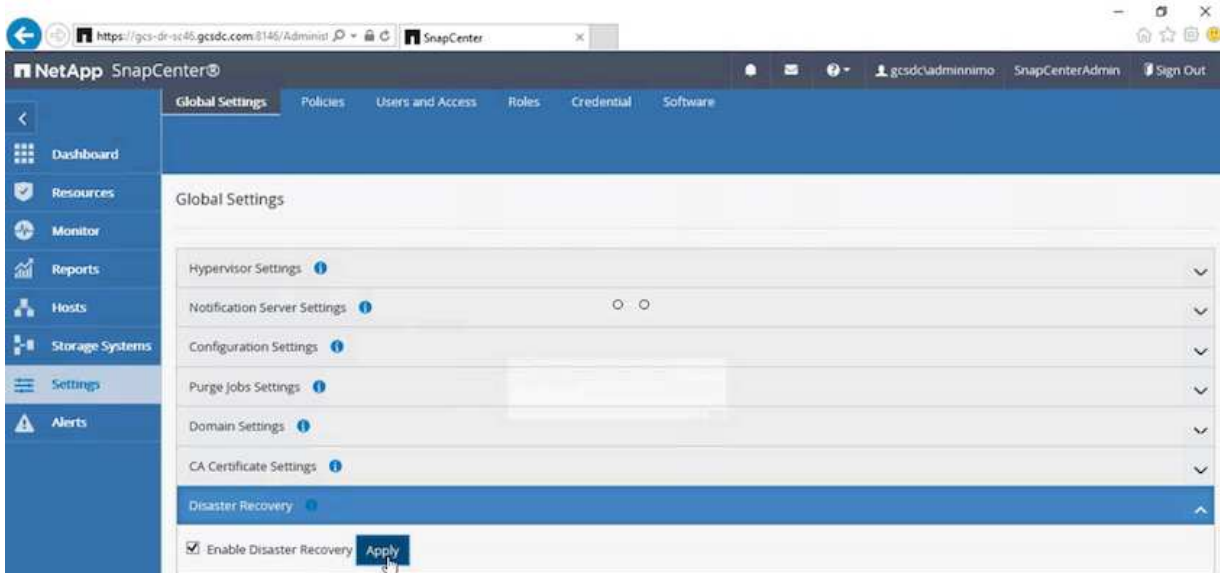 https://gcs-dr-sc46.gcsdc.com:8146/Administ
SnapCenter
NetApp SnapCenter®
gcsdc\adminnimo SnapCenterAdmin Sign Out
Global Settings Policies Users and Access Roles Credential Software
Dashboard
Resources
Monitor
Reports
Hosts
Storage Systems
Settings
Alerts
Global Settings
Hypervisor Settings
Notification Server Settings
Configuration Settings
Purge Jobs Settings
Domain Settings
CA Certificate Settings
Disaster Recovery
Enable Disaster Recovery Apply